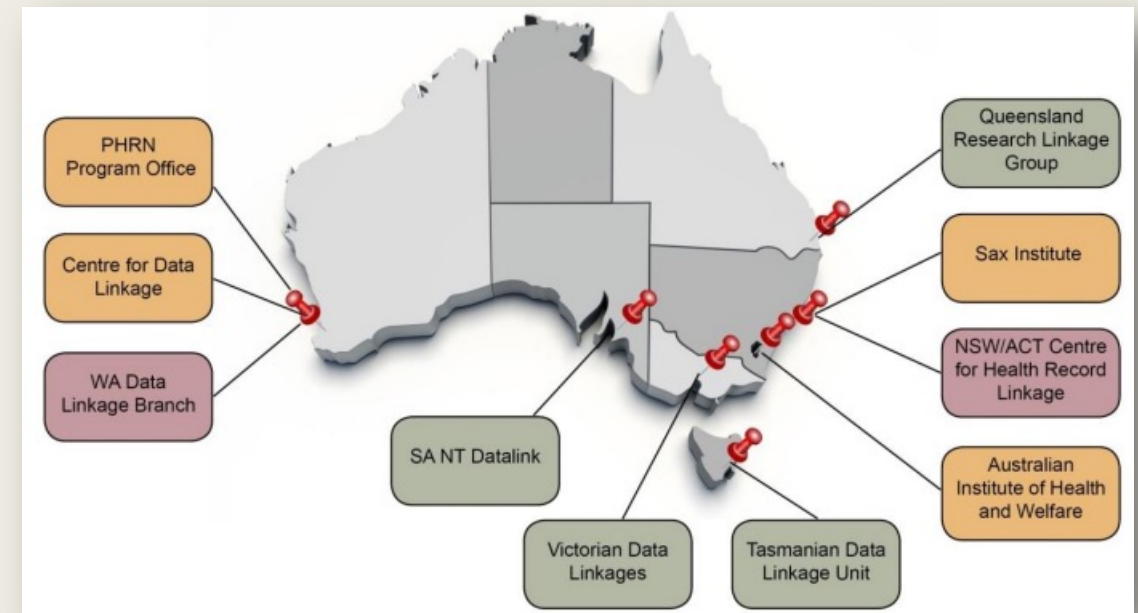 PHRN
Program Office
Centre for Data
Linkage
WA Data
Linkage Branch
SA NT Datalink
Victorian Data
Linkages
Tasmanian Data
Linkage Unit
Queensland
Research Linkage
Group
Sax Institute
NSW/ACT Centre
for Health Record
Linkage
Australian
Institute of Health
and Welfare